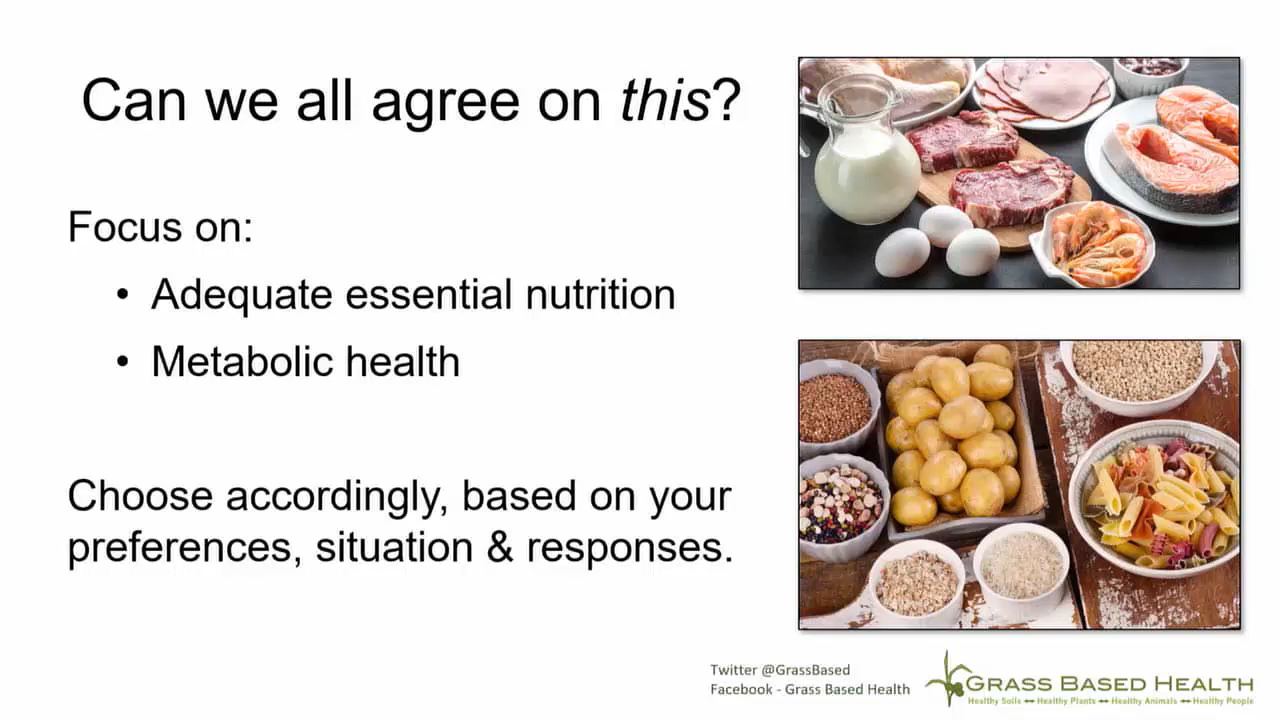 Can we all agree on this?
Focus on:
• Adequate essential nutrition
• Metabolic health
Choose accordingly, based on your
preferences, situation & responses.
Twitter @GrassBased
Facebook - Grass Based Health
GRASS BASED HEALTH
Healthy Soils ↔ Healthy Plants ↔ Healthy Animals ↔ Healthy People